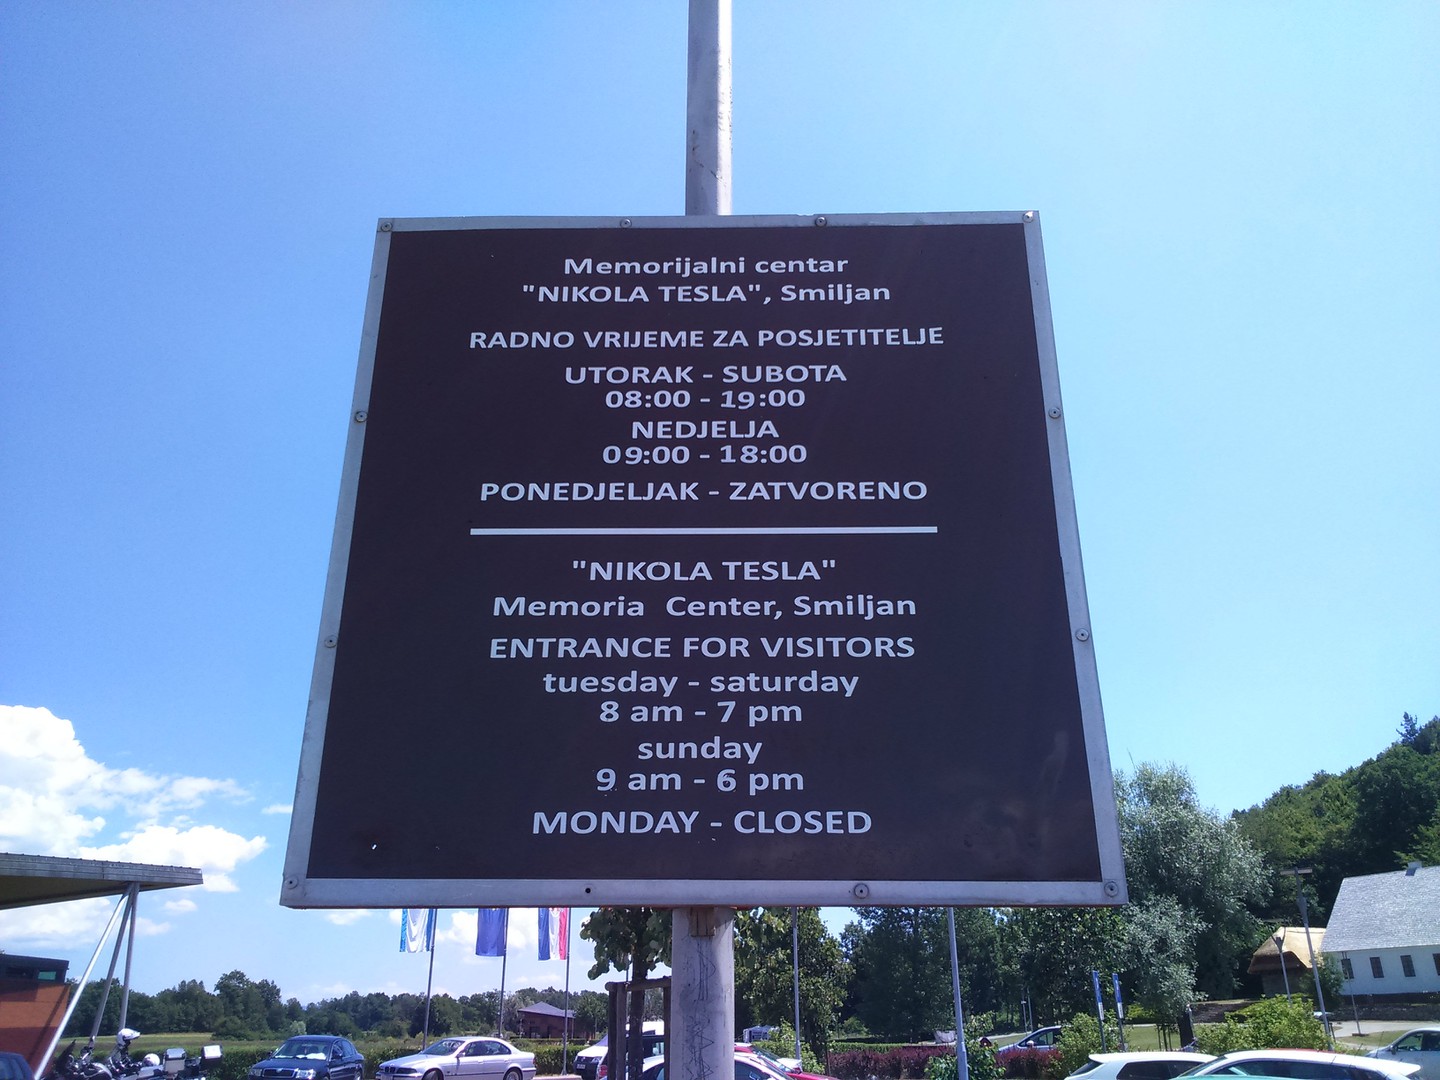 Memorijalni centar
"NIKOLA TESLA", Smiljan
RADNO VRIJEME ZA POSJETITELJE
UTORAK - SUBOTA
08:00 - 19:00
NEDJELJA
09:00 - 18:00
PONEDJELJAK - ZATVORENO
"NIKOLA TESLA"
Memoria Center, Smiljan
ENTRANCE FOR VISITORS
tuesday - saturday
8 am - 7 pm
sunday
9 am - 6 pm
MONDAY - CLOSED